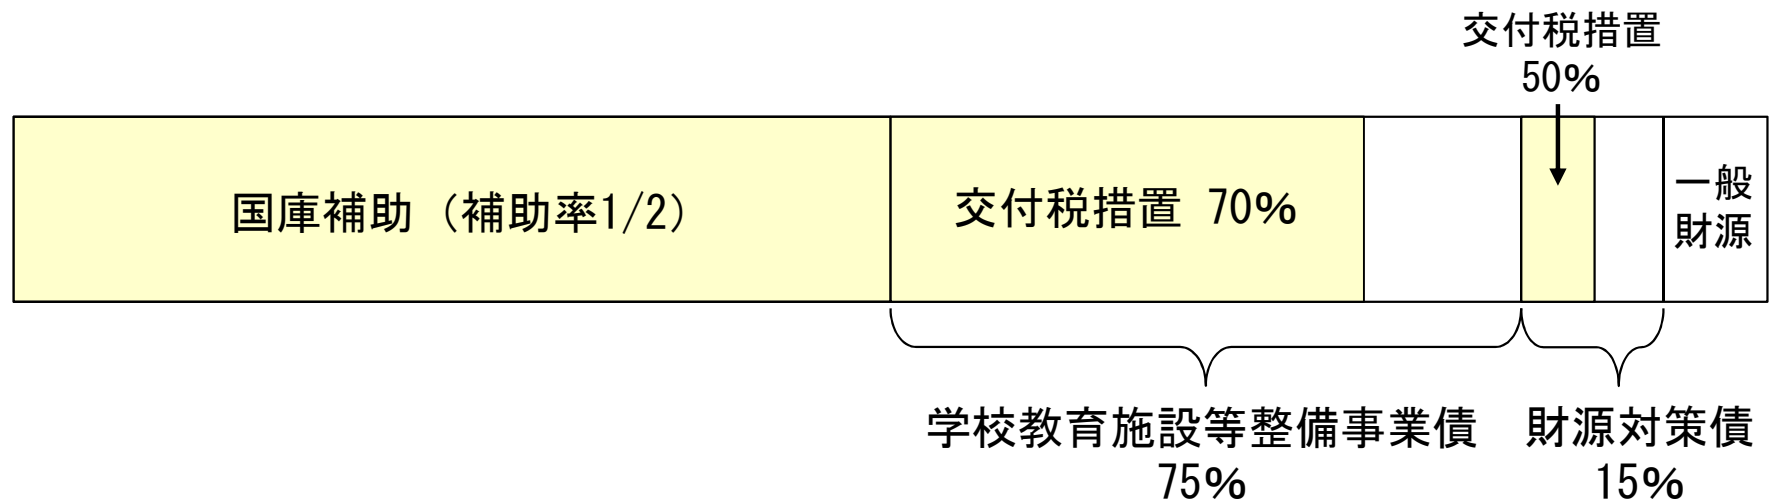 交付税措置
50%
国庫補助（補助率1/2）
交付税措置 70%
一般
財源
学校教育施設等整備事業債
75%
財源対策債
15%